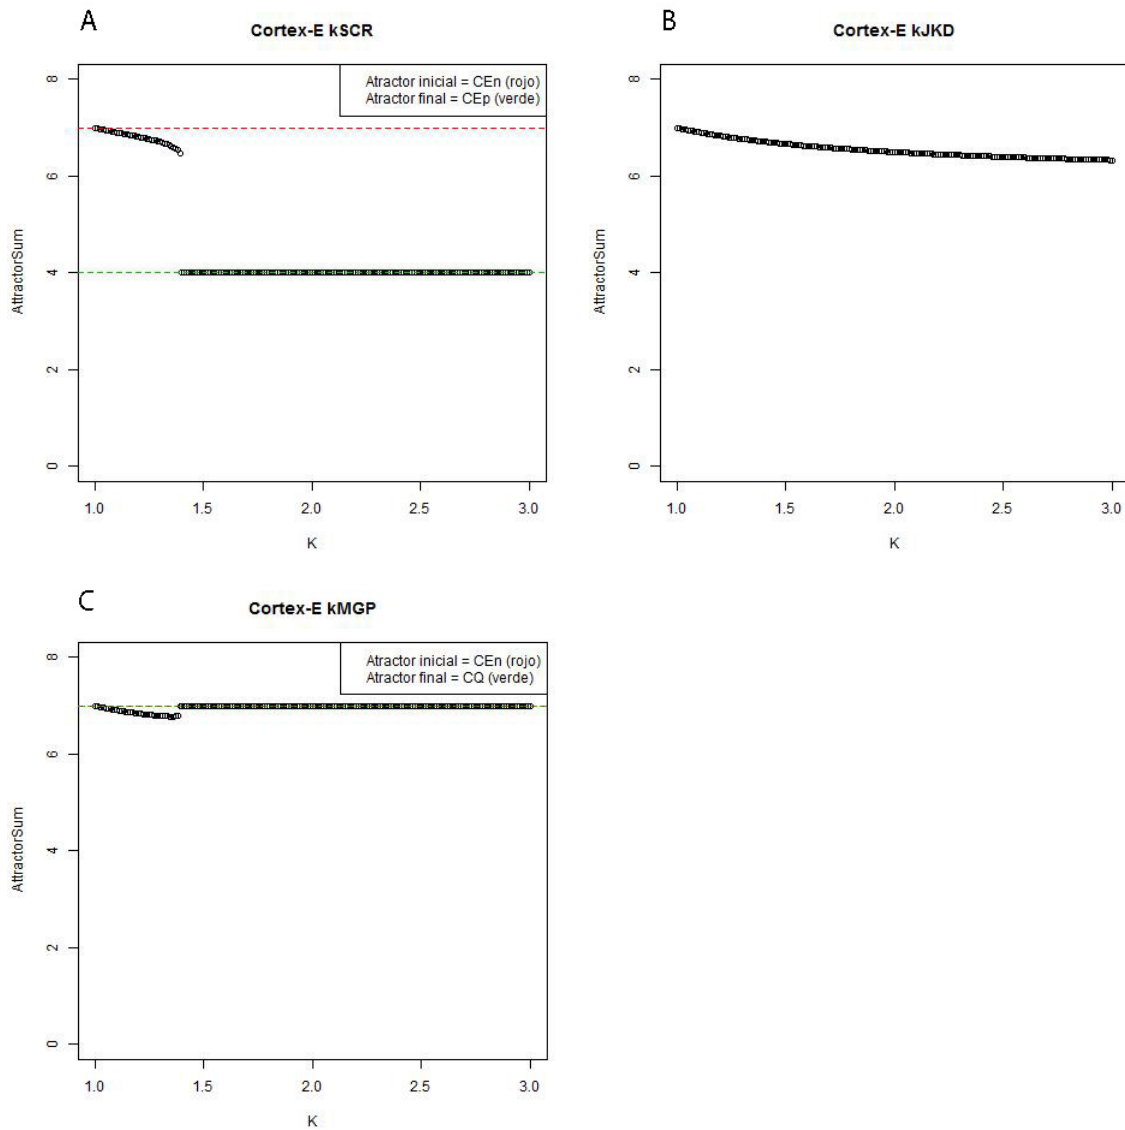 A
Cortex-E kSCR
Atractor inicial = CEn (rojo)
Atractor final = CEp (verde)
AttractorSum
8
6
4
2
0
1.0 1.5 2.0 2.5 3.0
K
B
Cortex-E kJKD
AttractorSum
8
6
4
2
0
1.0 1.5 2.0 2.5 3.0
K
C
Cortex-E kMGP
Atractor inicial = CEn (rojo)
Atractor final = CQ (verde)
AttractorSum
8
6
4
2
0
1.0 1.5 2.0 2.5 3.0
K